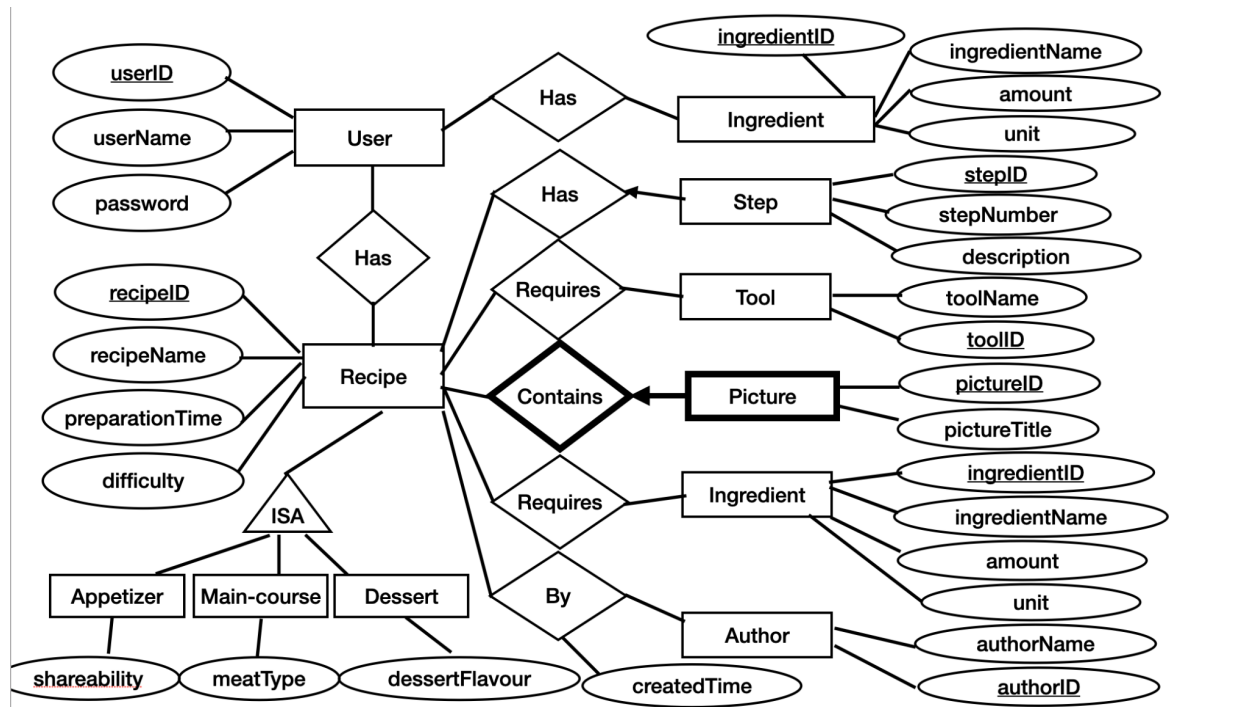 ingredientID
userID
Has
ingredientName
userName
User
Ingredient
amount
unit
password
Has
Step
stepID
stepNumber
description
Has
recipeID
Requires
Tool
toolName
toolID
recipeName
Recipe
preparationTime
Contains
Picture
pictureID
pictureTitle
difficulty
ISA
Requires
Ingredient
ingredientID
ingredientName
amount
unit
Appetizer
Main-course
Dessert
By
Author
authorName
authorID
shareability
meatType
dessertFlavour
createdTime